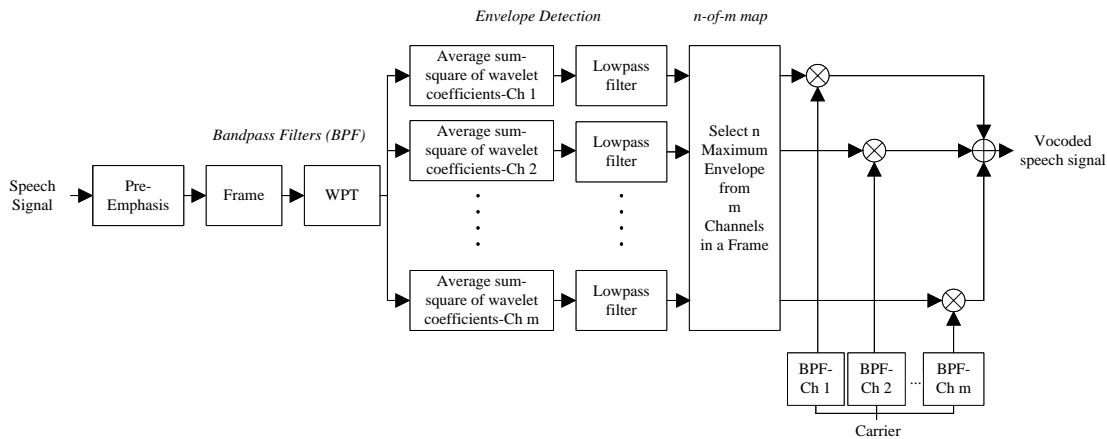 Envelope Detection
n-of-m map
Bandpass Filters (BPF)
Speech
Signal
Pre-
Emphasis
Frame
WPT
Average sum-
square of wavelet
coefficients-Ch 1
Lowpass
filter
Average sum-
square of wavelet
coefficients-Ch 2
Lowpass
filter
Average sum-
square of wavelet
coefficients-Ch m
Lowpass
filter
Select n
Maximum
Envelope
from
m
Channels
in a Frame
Vocoded
speech signal
BPF-
Ch 1
BPF-
Ch 2
...
BPF-
Ch m
Carrier